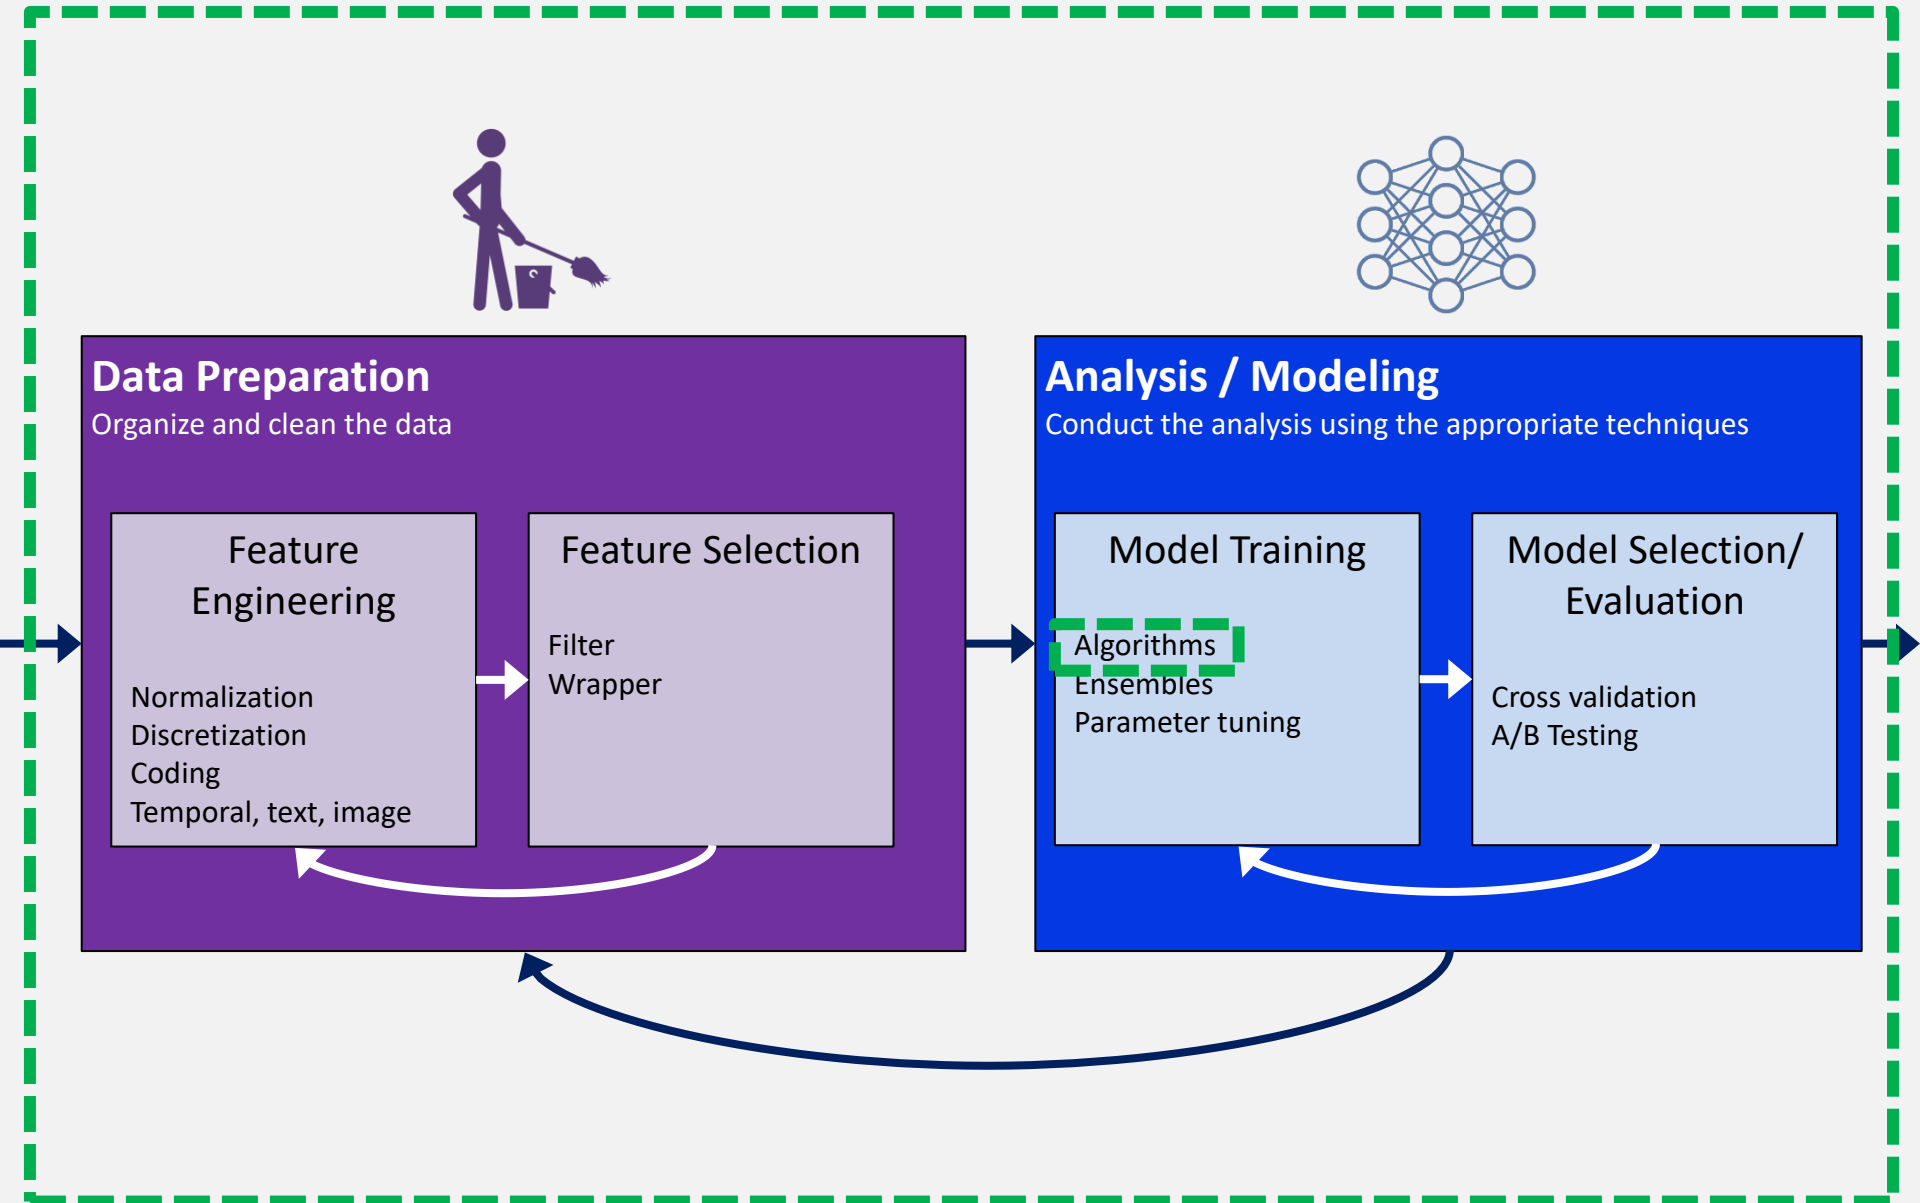 Data Preparation
Organize and clean the data
Feature
Engineering
Normalization
Discretization
Coding
Temporal, text, image
Feature Selection
Filter
Wrapper
Analysis / Modeling
Conduct the analysis using the appropriate techniques
Model Training
Algorithms
Ensembles
Parameter tuning
Model Selection/
Evaluation
Cross validation
A/B Testing